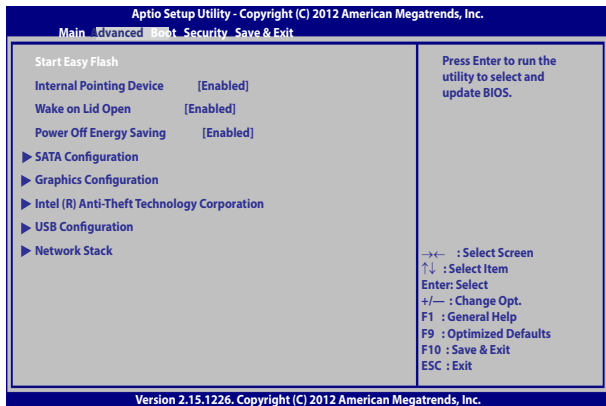 Aptio Setup Utility - Copyright (C) 2012 American Megatrends, Inc.
Main Advanced Boot Security Save & Exit
Start Easy Flash
Internal Pointing Device [Enabled]
Wake on Lid Open [Enabled]
Power Off Energy Saving [Enabled]
SATA Configuration
Graphics Configuration
Intel (R) Anti-Theft Technology Corporation
USB Configuration
Network Stack
Press Enter to run the
utility to select and
update BIOS.
→← : Select Screen
↑↓ : Select Item
Enter: Select
+/— : Change Opt.
F1 : General Help
F9 : Optimized Defaults
F10 : Save & Exit
ESC : Exit
Version 2.15.1226. Copyright (C) 2012 American Megatrends, Inc.